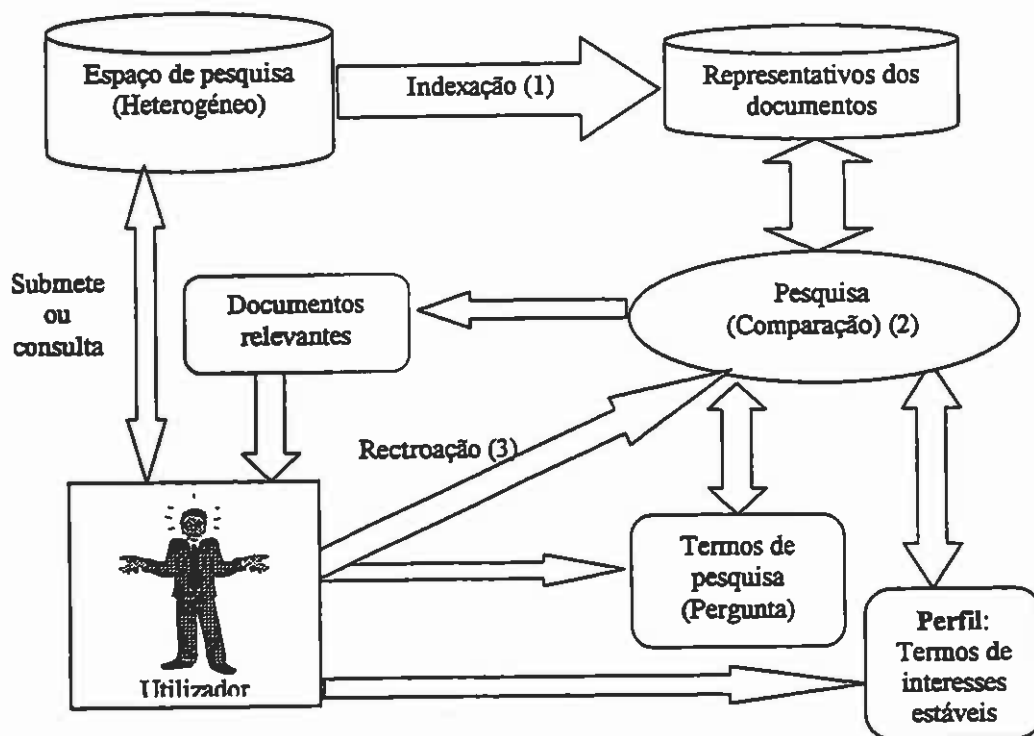 Espaço de pesquisa
(Heterogéneo)
Indexação (1)
Representativos dos
documentos
Submete
ou
consulta
Documentos
relevantes
Pesquisa
(Comparação) (2)
Rectroação (3)
Termos de
pesquisa
(Pergunta)
Utilizador
Perfil:
Termos de
interesses
estáveis